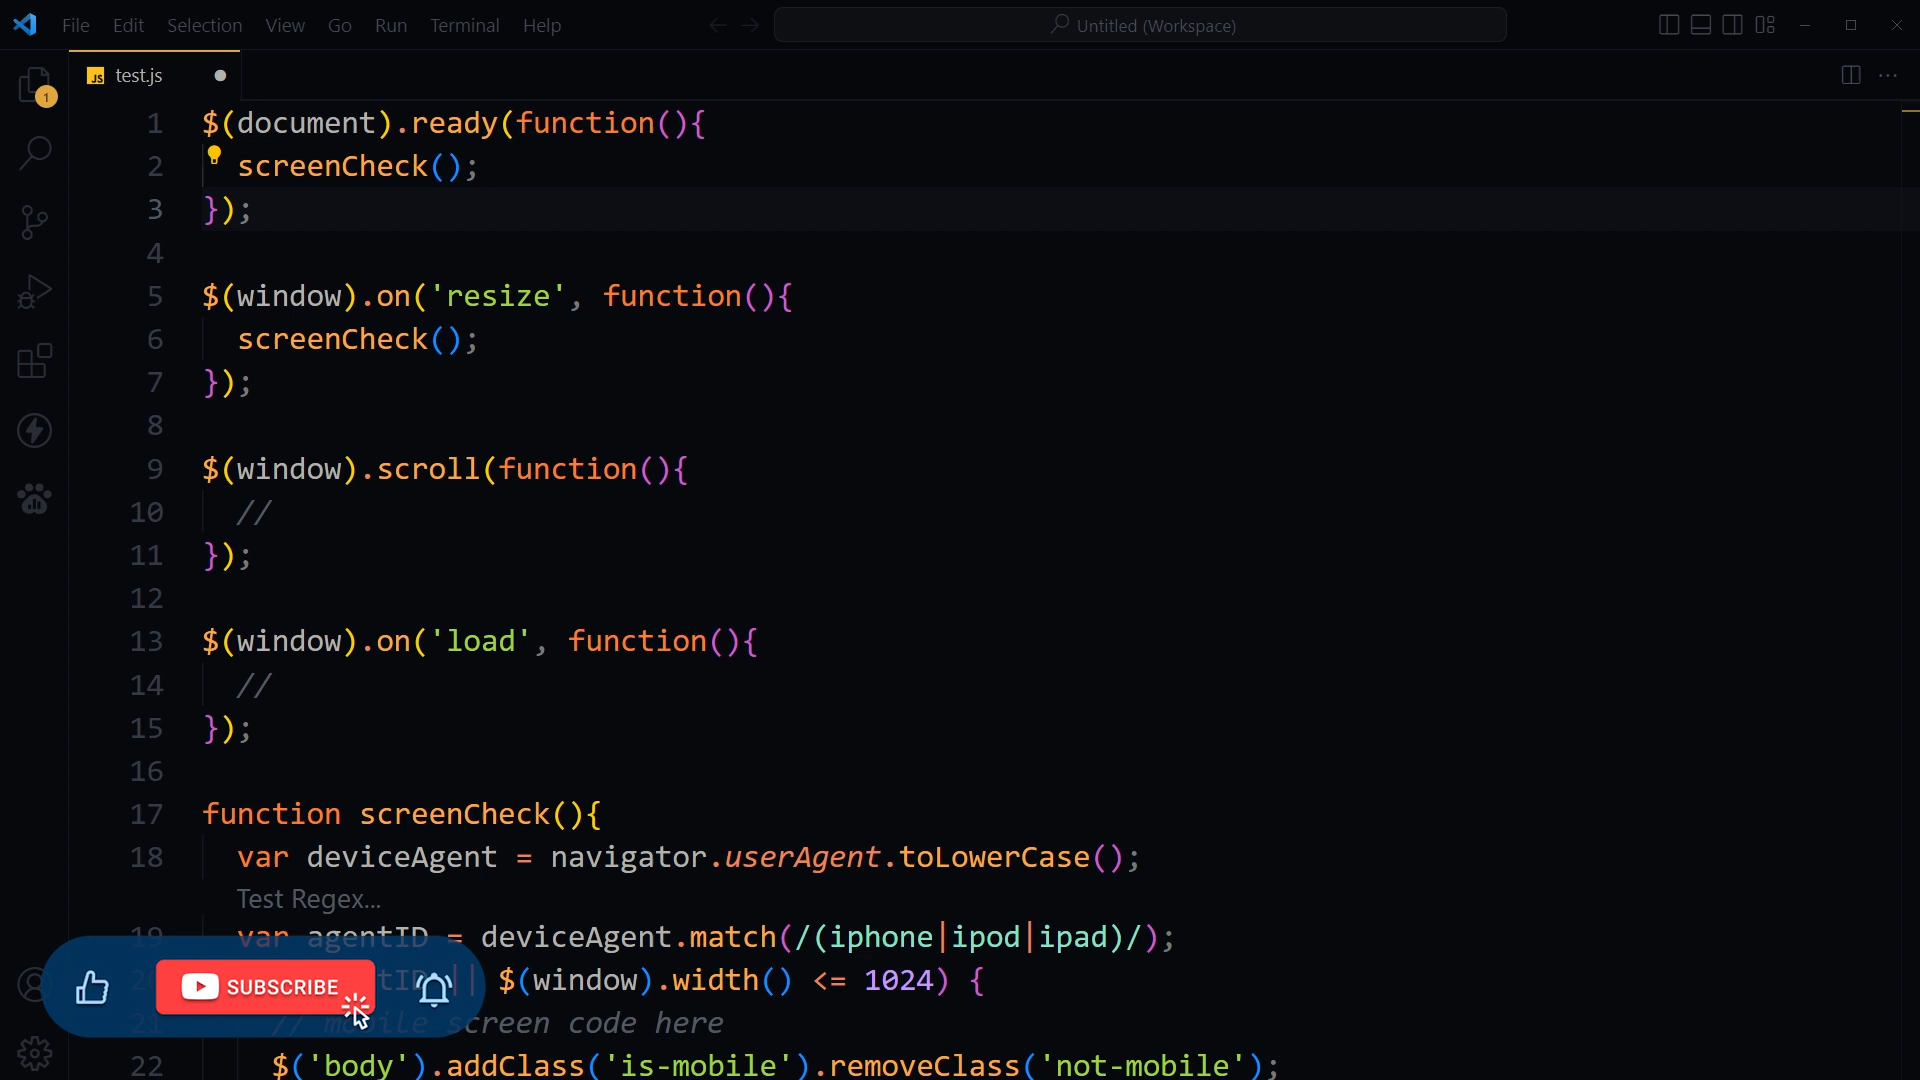 File Edit Selection View Go Run Terminal Help
Untitled (Workspace)
JS test.js
1
1 $(document).ready(function(){
2 screenCheck();
3 });
4
5 $(window).on('resize', function(){
6 screenCheck();
7 });
8
9 $(window).scroll(function(){
10 //
11 });
12
13 $(window).on('load', function(){
14 //
15 });
16
17 function screenCheck(){
18 var deviceAgent = navigator.userAgent.toLowerCase();
Test Regex...
19 var agentID = deviceAgent.match(/(iphone|ipod|ipad)/);
|| $(window).width() <= 1024) {
21 // mobile screen code here
22 $('body').addClass('is-mobile').removeClass('not-mobile');
SUBSCRIBE